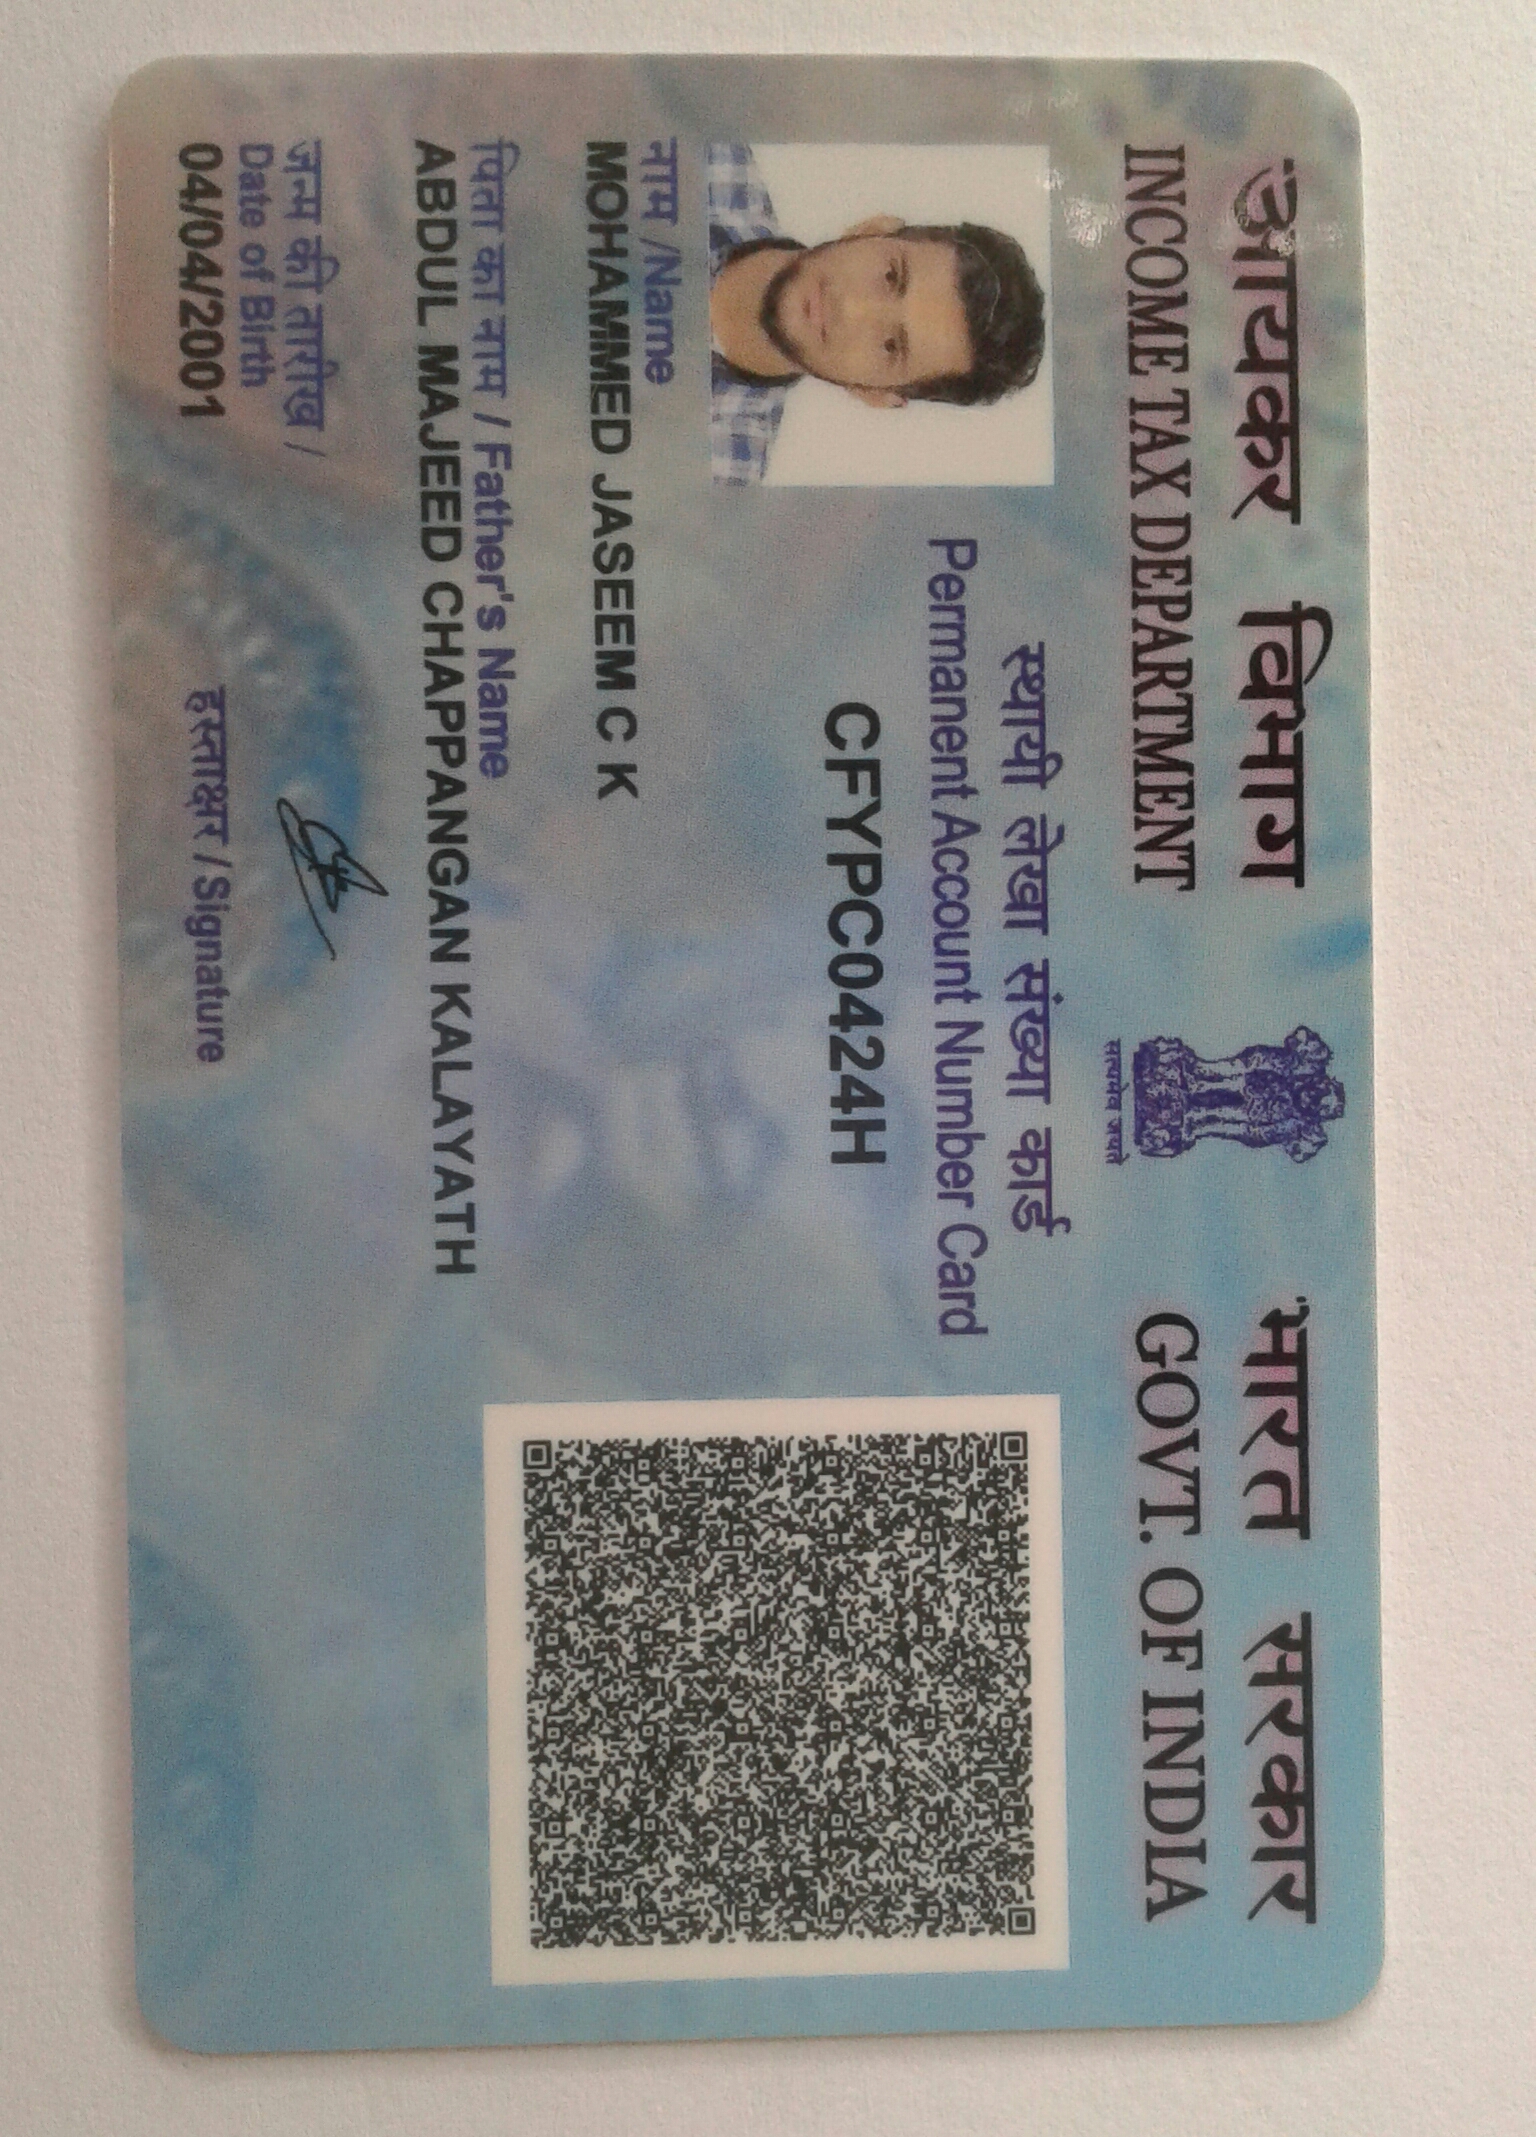 आयकर विभाग
INCOME TAX DEPARTMENT
सत्यमेव जयते
भारत सरकार
GOVT. OF INDIA
स्थायी लेखा संख्या कार्ड
Permanent Account Number Card
CFYPC0424H
नाम /Name
MOHAMMED JASEEM C K
पिता का नाम / Father's Name
ABDUL MAJEED CHAPPANGAN KALAYATH
जन्म की तारीख /
Date of Birth
04/04/2001
हस्ताक्षर / Signature